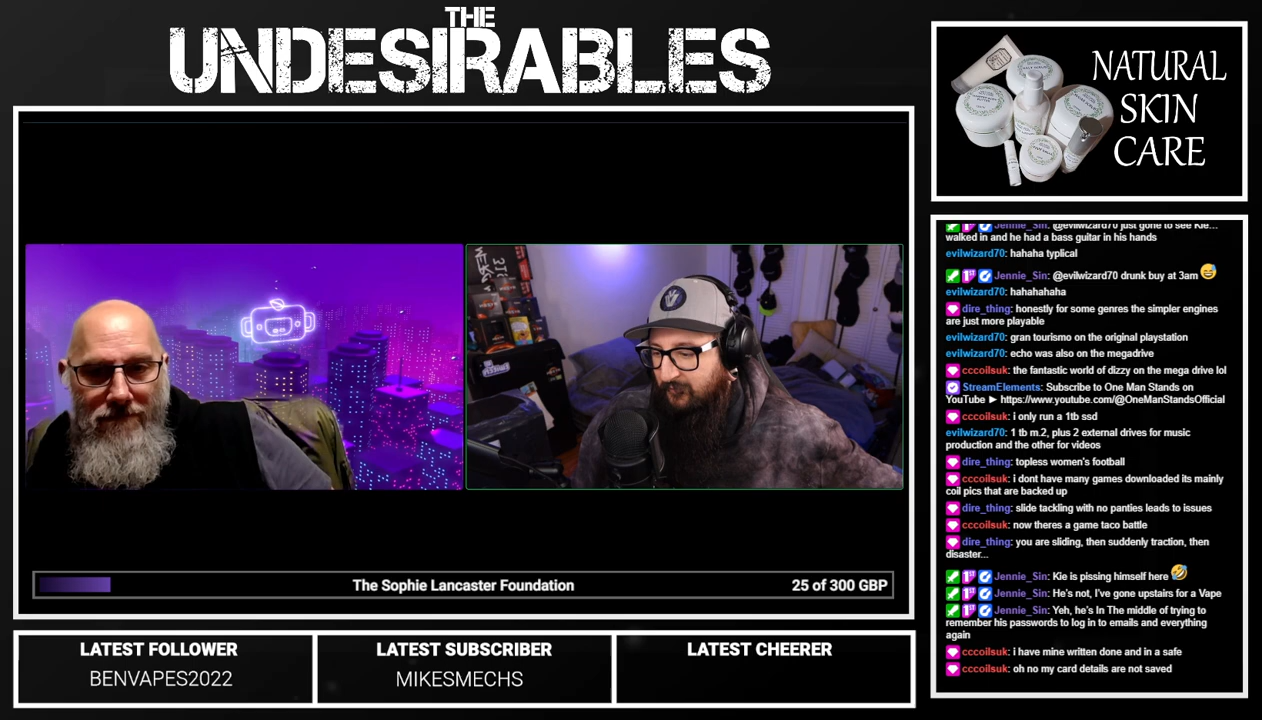 THE
UNDESIRABLES
NATURAL
SKIN
CARE
Jennie_Sin: @evilwizard70 just gone to see Kie...
walked in and he had a bass guitar in his hands
evilwizard70: hahaha typlical
Jennie_Sin: @evilwizard70 drunk buy at 3am 😅
evilwizard70: hahahahaha
dire_thing: honestly for some genres the simpler engines
are just more playable
evilwizard70: gran tourismo on the original playstation
evilwizard70: echo was also on the megadrive
cccoilsuk: the fantastic world of dizzy on the mega drive lol
StreamElements: Subscribe to One Man Stands on
YouTube ► https://www.youtube.com/@OneManStandsOfficial
cccoilsuk: i only run a 1tb ssd
evilwizard70: 1 tb m.2, plus 2 external drives for music
production and the other for videos
dire_thing: topless women's football
cccoilsuk: i dont have many games downloaded its mainly
coil pics that are backed up
dire_thing: slide tackling with no panties leads to issues
cccoilsuk: now theres a game taco battle
dire_thing: you are sliding, then suddenly traction, then
disaster...
Jennie_Sin: Kie is pissing himself here 🤣
Jennie_Sin: He's not, I've gone upstairs for a Vape
Jennie_Sin: Yeh, he's In The middle of trying to
remember his passwords to log in to emails and everything
again
cccoilsuk: i have mine written done and in a safe
cccoilsuk: oh no my card details are not saved
The Sophie Lancaster Foundation
25 of 300 GBP
LATEST FOLLOWER
BENVAPES2022
LATEST SUBSCRIBER
MIKESMECHS
LATEST CHEERER